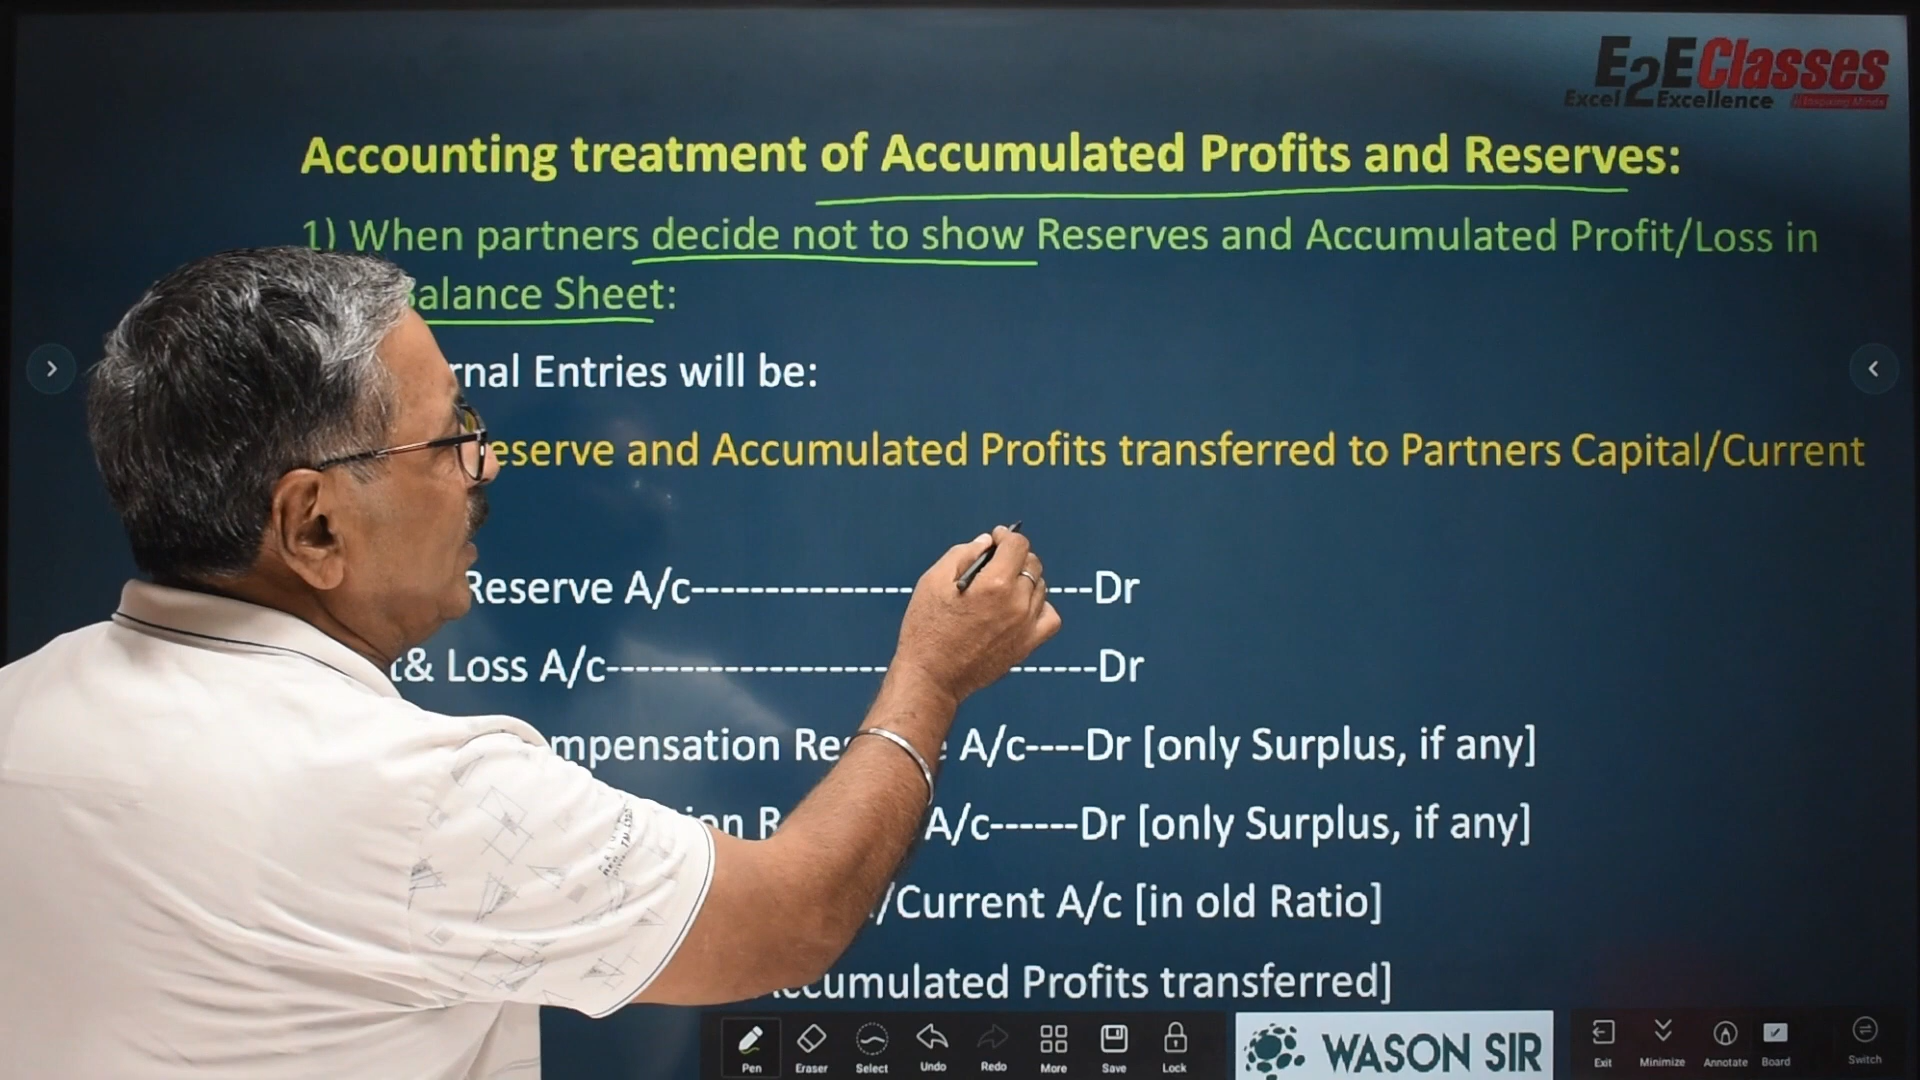 E2E Classes
Excel Excellence
Inspiring Minds
Accounting treatment of Accumulated Profits and Reserves:
1) When partners decide not to show Reserves and Accumulated Profit/Loss in
Balance Sheet:
rnal Entries will be:
eserve and Accumulated Profits transferred to Partners Capital/Current
Reserve A/c----------------------------Dr
t& Loss A/c----------------------------------Dr
mpensation Re A/c----Dr [only Surplus, if any]
on R A/c------Dr [only Surplus, if any]
/Current A/c [in old Ratio]
ccumulated Profits transferred]
Pen Eraser Select Undo Redo More Save Lock
WASON SIR
Exit Minimize Annotate Board Switch